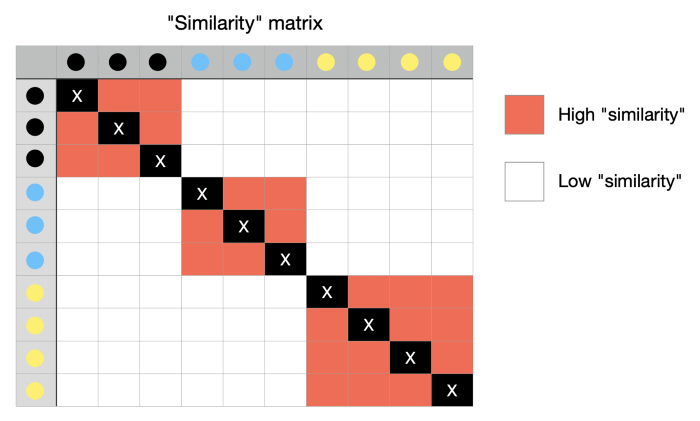 "Similarity" matrix
X
High "similarity"
X
X
Low "similarity"
X
X
X
X
X
X
X